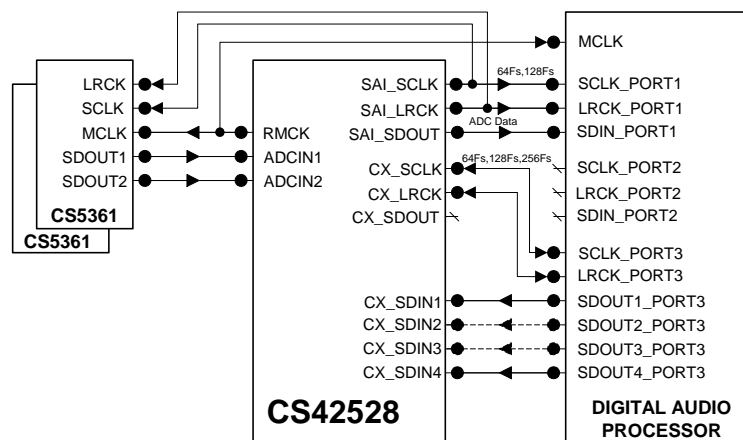 LRCK
SCLK
MCLK
SDOUT1
SDOUT2
CS5361
CS5361
RMCK
ADCIN1
ADCIN2
SAI_SCLK
SAI_LRCK
SAI_SDOUT
CX_SCLK
CX_LRCK
CX_SDOUT
CX_SDIN1
CX_SDIN2
CX_SDIN3
CX_SDIN4
CS42528
64Fs,128Fs
ADC Data
64Fs,128Fs,256Fs
MCLK
SCLK_PORT1
LRCK_PORT1
SDIN_PORT1
SCLK_PORT2
LRCK_PORT2
SDIN_PORT2
SCLK_PORT3
LRCK_PORT3
SDOUT1_PORT3
SDOUT2_PORT3
SDOUT3_PORT3
SDOUT4_PORT3
DIGITAL AUDIO
PROCESSOR